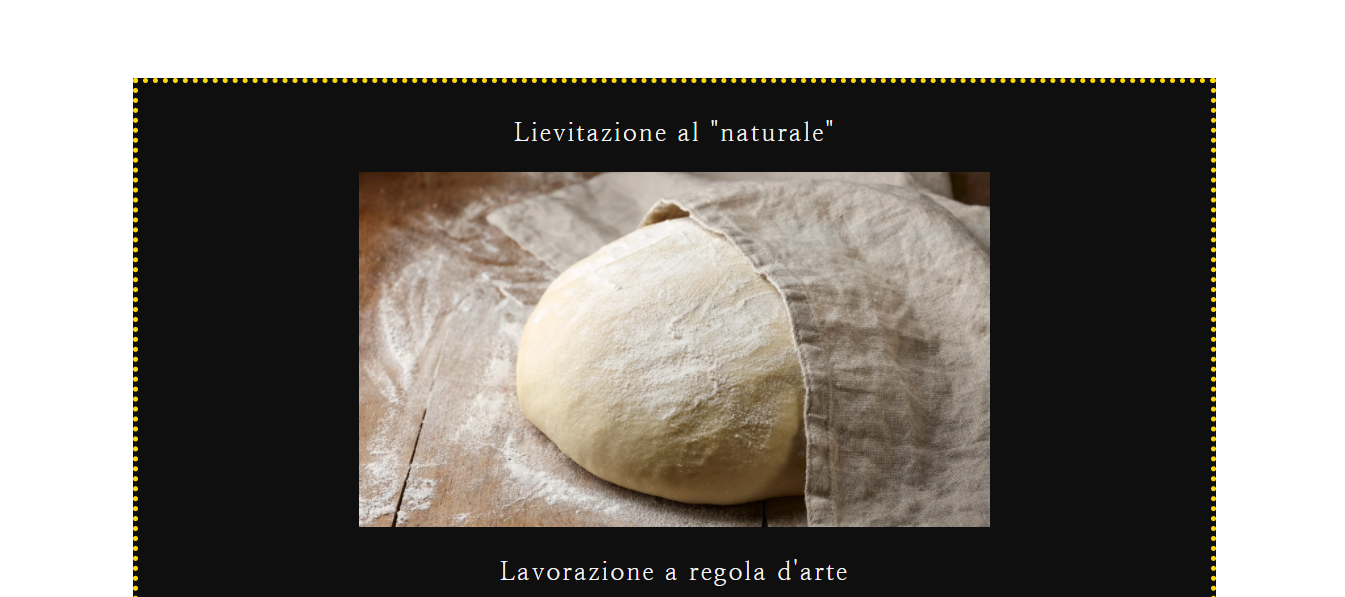 Lievitazione al "naturale"
Lavorazione a regola d'arte